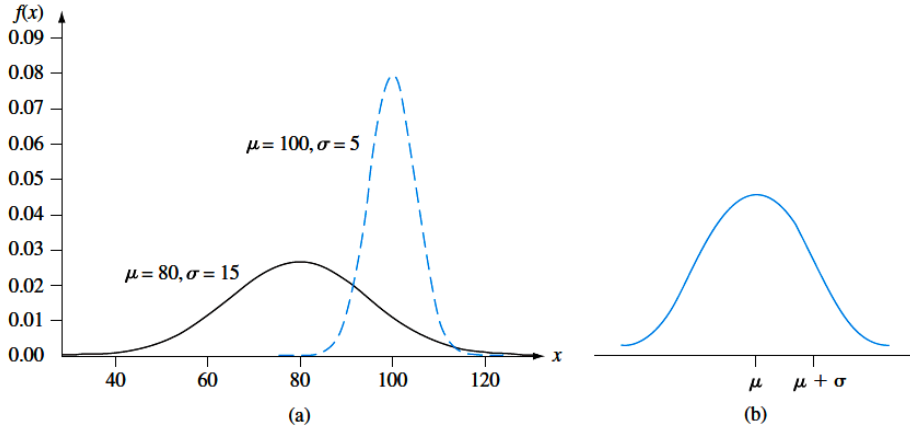 f(x)
0.09
0.08
0.07
0.06
μ = 100, σ = 5
0.05
0.04
0.03
μ = 80, σ = 15
0.02
0.01
0.00
x
40 60 80 100 120
μ μ + σ
(a) (b)